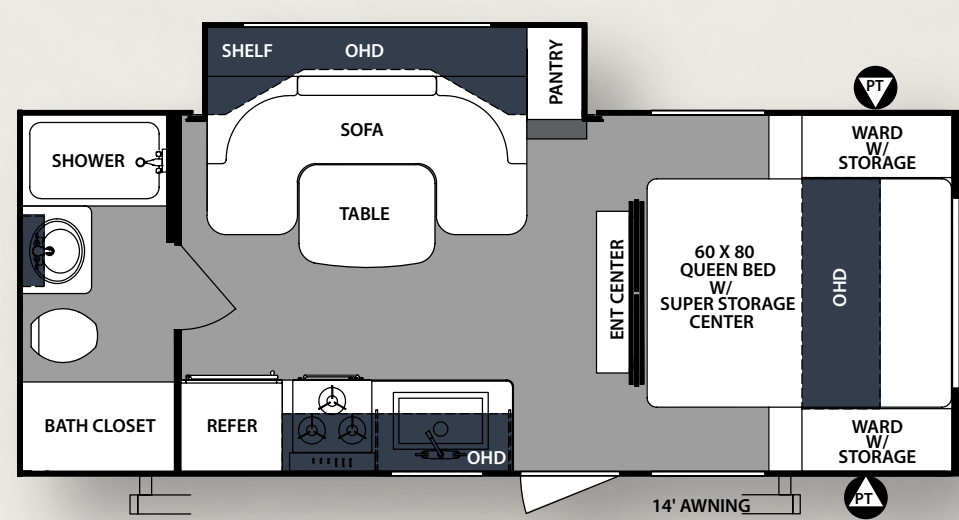 SHELF
OHD
PANTRY
PT
SHOWER
SOFA
WARD
W/
STORAGE
TABLE
ENT CENTER
60 X 80
QUEEN BED
W/
SUPER STORAGE
CENTER
OHD
BATH CLOSET
REFER
OHD
WARD
W/
STORAGE
14' AWNING
PT